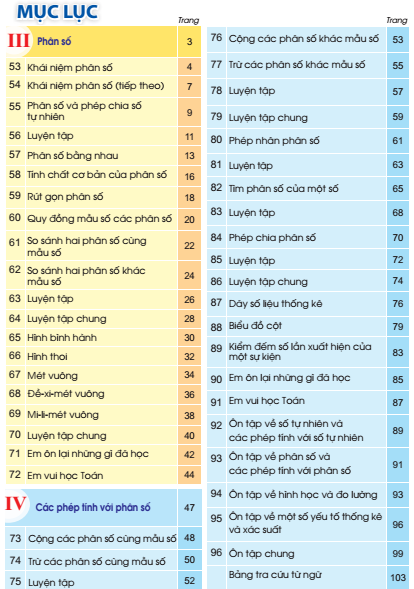 MỤC LỤC
Trang
III Phân số 3
53 Khái niệm phân số 4
54 Khái niệm phân số (tiếp theo) 7
55 Phân số và phép chia số
tự nhiên 9
56 Luyện tập 11
57 Phân số bằng nhau 13
58 Tính chất cơ bản của phân số 16
59 Rút gọn phân số 18
60 Quy đồng mẫu số các phân số 20
61 So sánh hai phân số cùng
mẫu số 22
62 So sánh hai phân số khác
mẫu số 24
63 Luyện tập 26
64 Luyện tập chung 28
65 Hình bình hành 30
66 Hình thoi 32
67 Mét vuông 34
68 Đề-xi-mét vuông 36
69 Mi-li-mét vuông 38
70 Luyện tập chung 40
71 Em ôn lại những gì đã học 42
72 Em vui học Toán 44
IV Các phép tính với phân số 47
73 Cộng các phân số cùng mẫu số 48
74 Trừ các phân số cùng mẫu số 50
75 Luyện tập 52
Trang
76 Cộng các phân số khác mẫu số 53
77 Trừ các phân số khác mẫu số 55
78 Luyện tập 57
79 Luyện tập chung 59
80 Phép nhân phân số 61
81 Luyện tập 63
82 Tìm phân số của một số 65
83 Luyện tập 68
84 Phép chia phân số 70
85 Luyện tập 72
86 Luyện tập chung 74
87 Dãy số liệu thống kê 76
88 Biểu đồ cột 79
89 Kiểm đếm số lần xuất hiện của
một sự kiện 83
90 Em ôn lại những gì đã học 85
91 Em vui học Toán 87
92 Ôn tập về số tự nhiên và
các phép tính với số tự nhiên 89
93 Ôn tập về phân số và
các phép tính với phân số 91
94 Ôn tập về hình học và đo lường 93
95 Ôn tập về một số yếu tố thống kê
và xác suất 96
96 Ôn tập chung 99
Bảng tra cứu từ ngữ 103